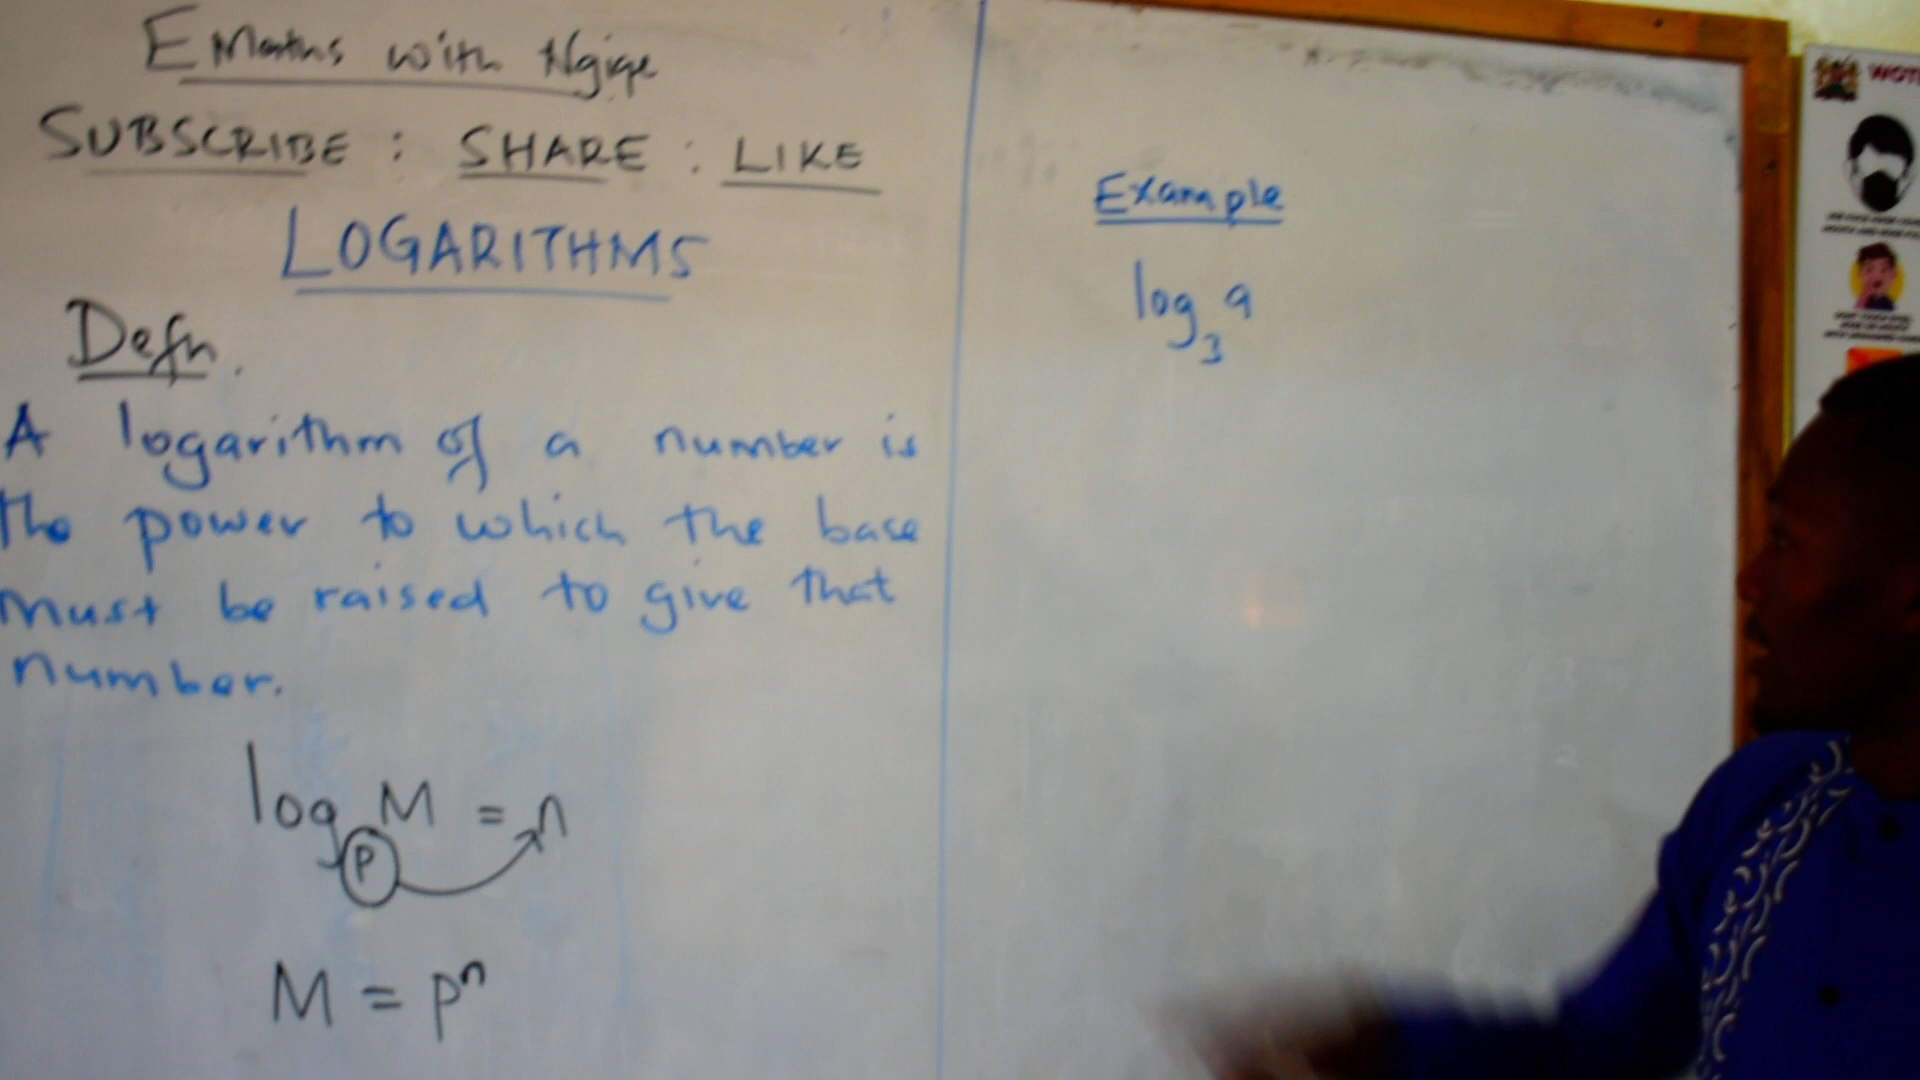 EMaths with Ngige
SUBSCRIBE : SHARE : LIKE
LOGARITHMS
Defn.
A logarithm of a number is
the power to which the base
must be raised to give that
number.
log_P M = n
M = pⁿ
Example
log_3 9